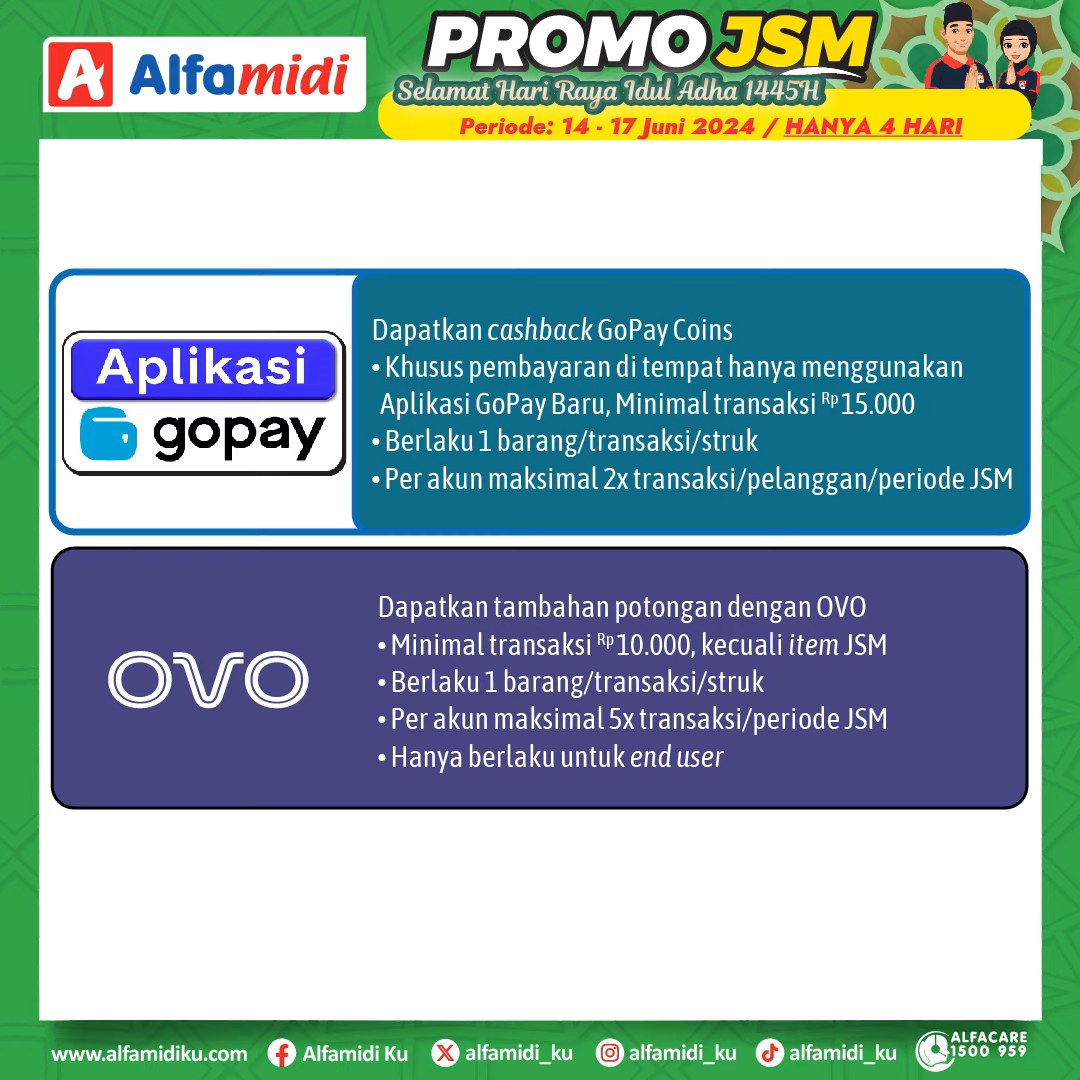 Alfamidi
PROMO JSM
Selamat Hari Raya Idul Adha 1445H
Periode: 14 - 17 Juni 2024 / HANYA 4 HARI
Aplikasi
gopay
Dapatkan cashback GoPay Coins
• Khusus pembayaran di tempat hanya menggunakan
Aplikasi GoPay Baru, Minimal transaksi Rp15.000
• Berlaku 1 barang/transaksi/struk
• Per akun maksimal 2x transaksi/pelanggan/periode JSM
OVO
Dapatkan tambahan potongan dengan OVO
• Minimal transaksi Rp10.000, kecuali item JSM
• Berlaku 1 barang/transaksi/struk
• Per akun maksimal 5x transaksi/periode JSM
• Hanya berlaku untuk end user
www.alfamidiku.com Alfamidi Ku alfamidi_ku alfamidi_ku alfamidi_ku ALFACARE
1500 959